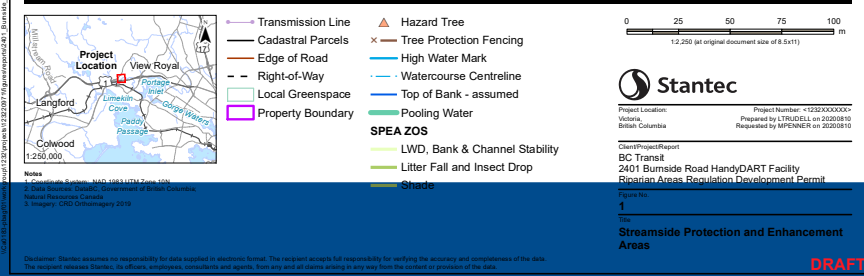 Millstream Road
Project
Location
View Royal
17
1
Portage
Inlet
Langford
Limekiln
Cove
Gorge Waters
Paddy
Passage
Colwood
1:250,000
N
Notes
1. Coordinate System: NAD 1983 UTM Zone 10N
2. Data Sources: DataBC, Government of British Columbia,
Natural Resources Canada
3. Imagery: CRD Orthoimagery 2019
Transmission Line
Cadastral Parcels
Edge of Road
Right-of-Way
Local Greenspace
Property Boundary
Hazard Tree
Tree Protection Fencing
High Water Mark
Watercourse Centreline
Top of Bank - assumed
Pooling Water
SPEA ZOS
LWD, Bank & Channel Stability
Litter Fall and Insect Drop
Shade
0 25 50 75 100
m
1:2,250 (at original document size of 8.5x11)
Stantec
Project Location:
Victoria,
British Columbia
Project Number: <1232XXXXXX>
Prepared by LTRUDELL on 20200810
Requested by MPENNER on 20200810
Client/Project/Report
BC Transit
2401 Burnside Road HandyDART Facility
Riparian Areas Regulation Development Permit
Figure No.
1
Title
Streamside Protection and Enhancement
Areas
DRAFT
Disclaimer: Stantec assumes no responsibility for data supplied in electronic format. The recipient accepts full responsibility for verifying the accuracy and completeness of the data.
The recipient releases Stantec, its officers, employees, consultants and agents, from any and all claims arising in any way from the content or provision of the data.